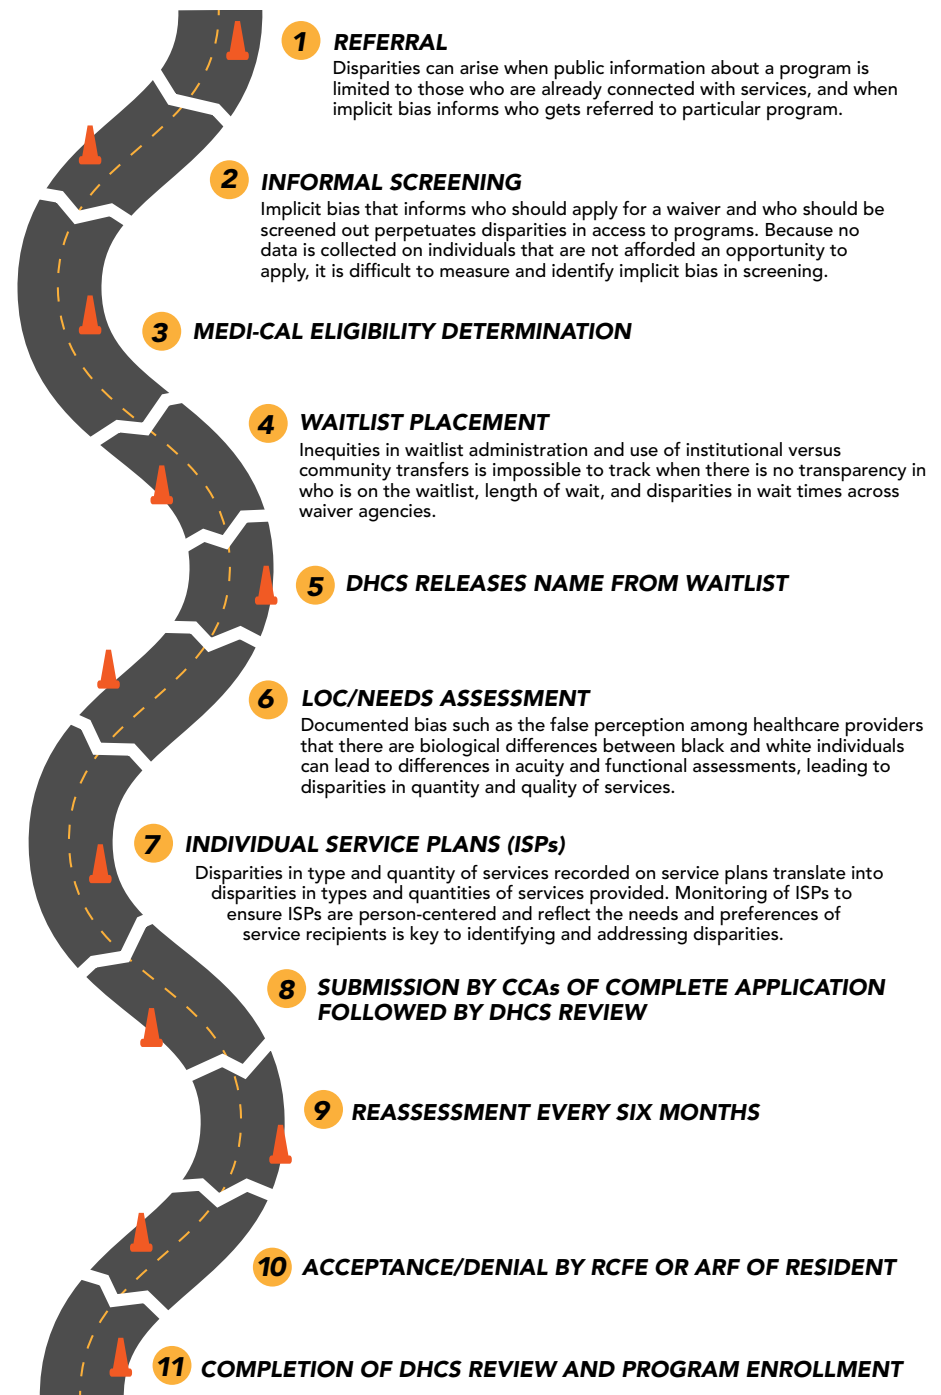 1 REFERRAL
Disparities can arise when public information about a program is
limited to those who are already connected with services, and when
implicit bias informs who gets referred to particular program.
2 INFORMAL SCREENING
Implicit bias that informs who should apply for a waiver and who should be
screened out perpetuates disparities in access to programs. Because no
data is collected on individuals that are not afforded an opportunity to
apply, it is difficult to measure and identify implicit bias in screening.
3 MEDI-CAL ELIGIBILITY DETERMINATION
4 WAITLIST PLACEMENT
Inequities in waitlist administration and use of institutional versus
community transfers is impossible to track when there is no transparency in
who is on the waitlist, length of wait, and disparities in wait times across
waiver agencies.
5 DHCS RELEASES NAME FROM WAITLIST
6 LOC/NEEDS ASSESSMENT
Documented bias such as the false perception among healthcare providers
that there are biological differences between black and white individuals
can lead to differences in acuity and functional assessments, leading to
disparities in quantity and quality of services.
7 INDIVIDUAL SERVICE PLANS (ISPs)
Disparities in type and quantity of services recorded on service plans translate into
disparities in types and quantities of services provided. Monitoring of ISPs to
ensure ISPs are person-centered and reflect the needs and preferences of
service recipients is key to identifying and addressing disparities.
8 SUBMISSION BY CCAs OF COMPLETE APPLICATION
FOLLOWED BY DHCS REVIEW
9 REASSESSMENT EVERY SIX MONTHS
10 ACCEPTANCE/DENIAL BY RCFE OR ARF OF RESIDENT
11 COMPLETION OF DHCS REVIEW AND PROGRAM ENROLLMENT